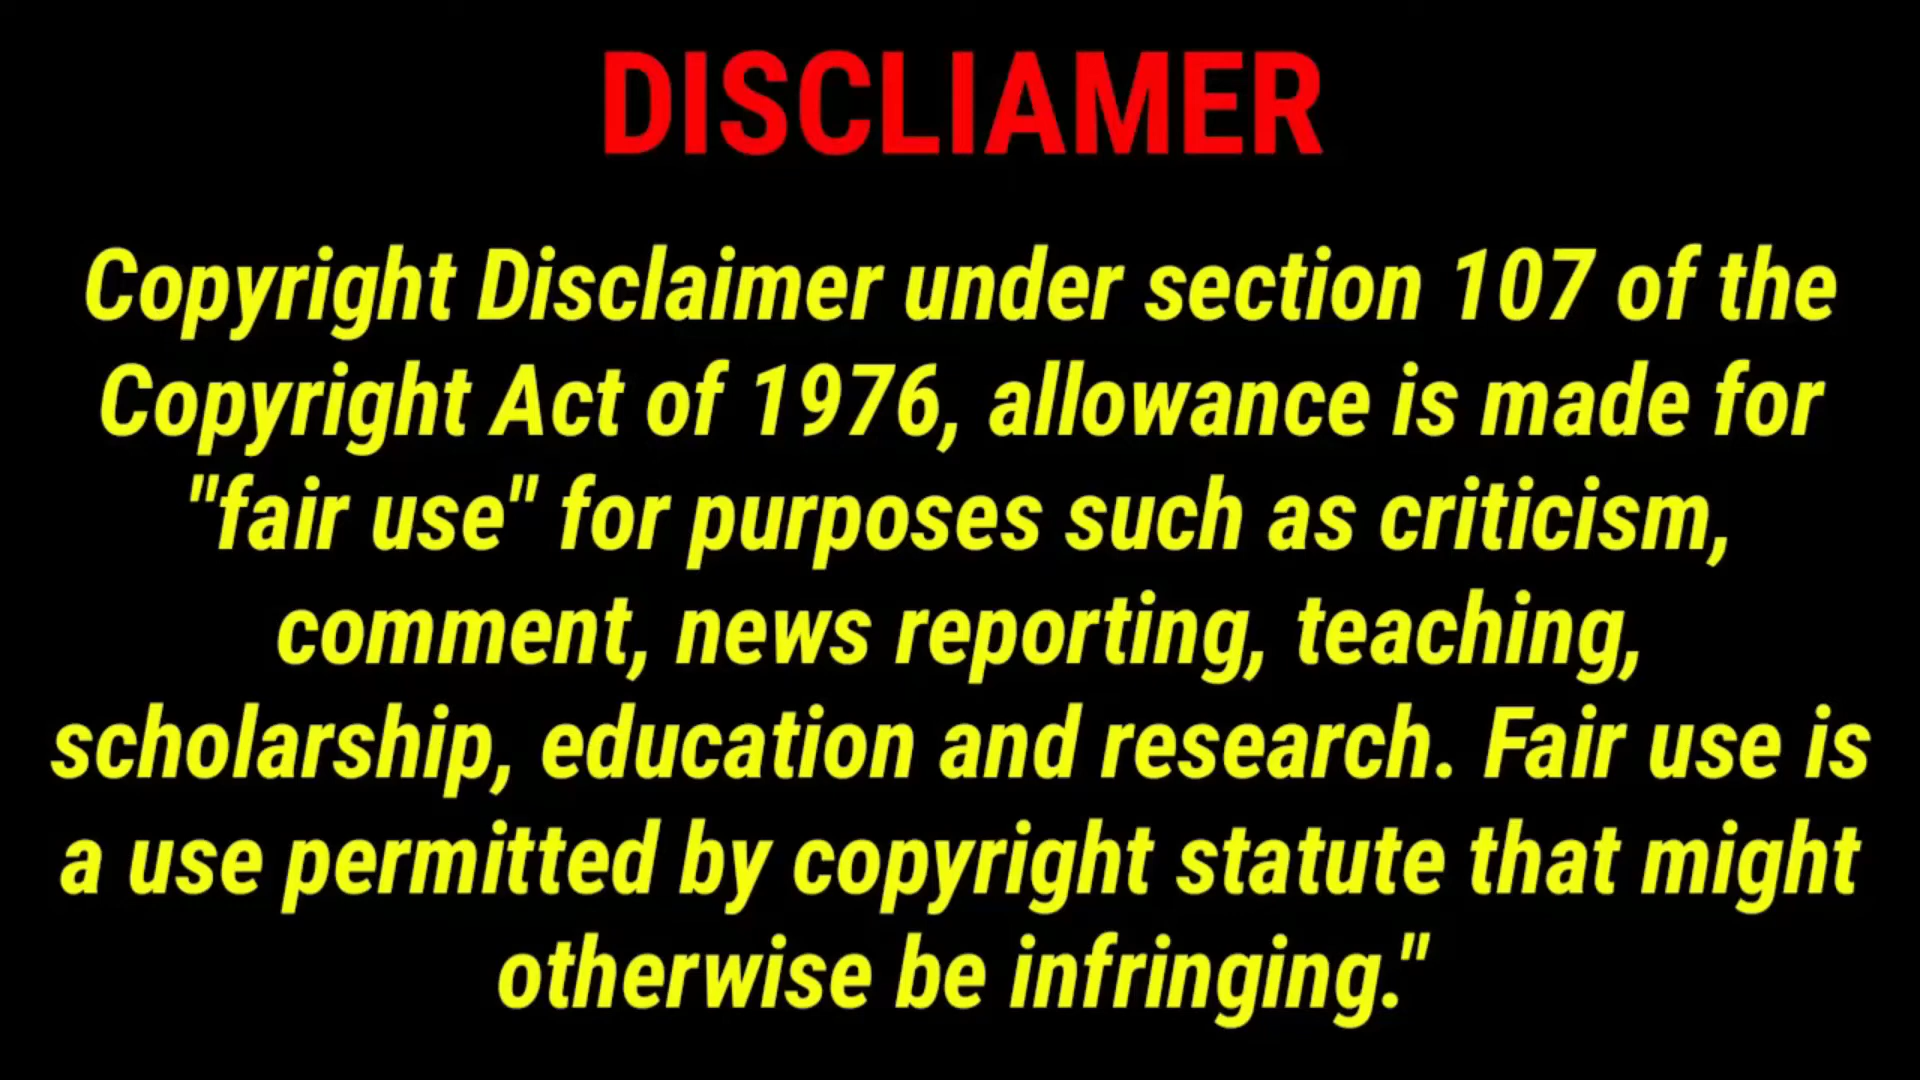 DISCLIAMER
Copyright Disclaimer under section 107 of the
Copyright Act of 1976, allowance is made for
"fair use" for purposes such as criticism,
comment, news reporting, teaching,
scholarship, education and research. Fair use is
a use permitted by copyright statute that might
otherwise be infringing."